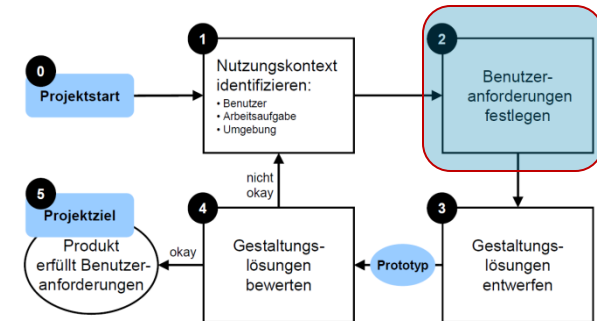 0
Projektstart
1
Nutzungskontext
identifizieren:
• Benutzer
• Arbeitsaufgabe
• Umgebung
2
Benutzer-
anforderungen
festlegen
nicht
okay
5
Projektziel
Produkt
erfüllt Benutzer-
anforderungen
okay
4
Gestaltungs-
lösungen
bewerten
Prototyp
3
Gestaltungs-
lösungen
entwerfen